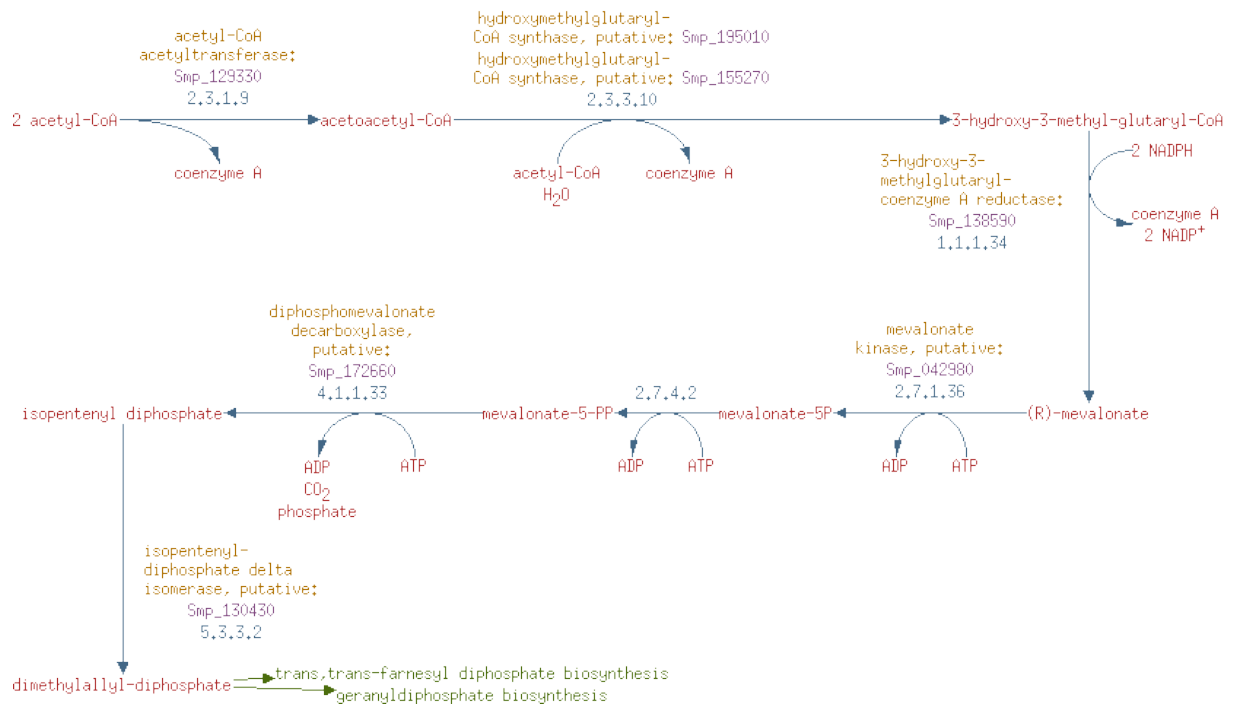 acetyl-CoA
acetyltransferase:
Smp_129330
2.3.1.9
hydroxymethylglutaryl-
CoA synthase, putative: Smp_195010
hydroxymethylglutaryl-
CoA synthase, putative: Smp_155270
2.3.3.10
2 acetyl-CoA
acetoacetyl-CoA
3-hydroxy-3-methyl-glutaryl-CoA
coenzyme A
acetyl-CoA
H2O
coenzyme A
3-hydroxy-3-
methylglutaryl-
coenzyme A reductase:
Smp_138590
1.1.1.34
2 NADPH
coenzyme A
2 NADP+
diphosphomevalonate
decarboxylase,
putative:
Smp_172660
4.1.1.33
2.7.4.2
mevalonate
kinase, putative:
Smp_042980
2.7.1.36
isopentenyl diphosphate
mevalonate-5-PP
mevalonate-5P
(R)-mevalonate
ADP
CO2
phosphate
ATP
ADP
ATP
ADP
ATP
isopentenyl-
diphosphate delta
isomerase, putative:
Smp_130430
5.3.3.2
dimethylallyl-diphosphate
trans,trans-farnesyl diphosphate biosynthesis
geranyldiphosphate biosynthesis